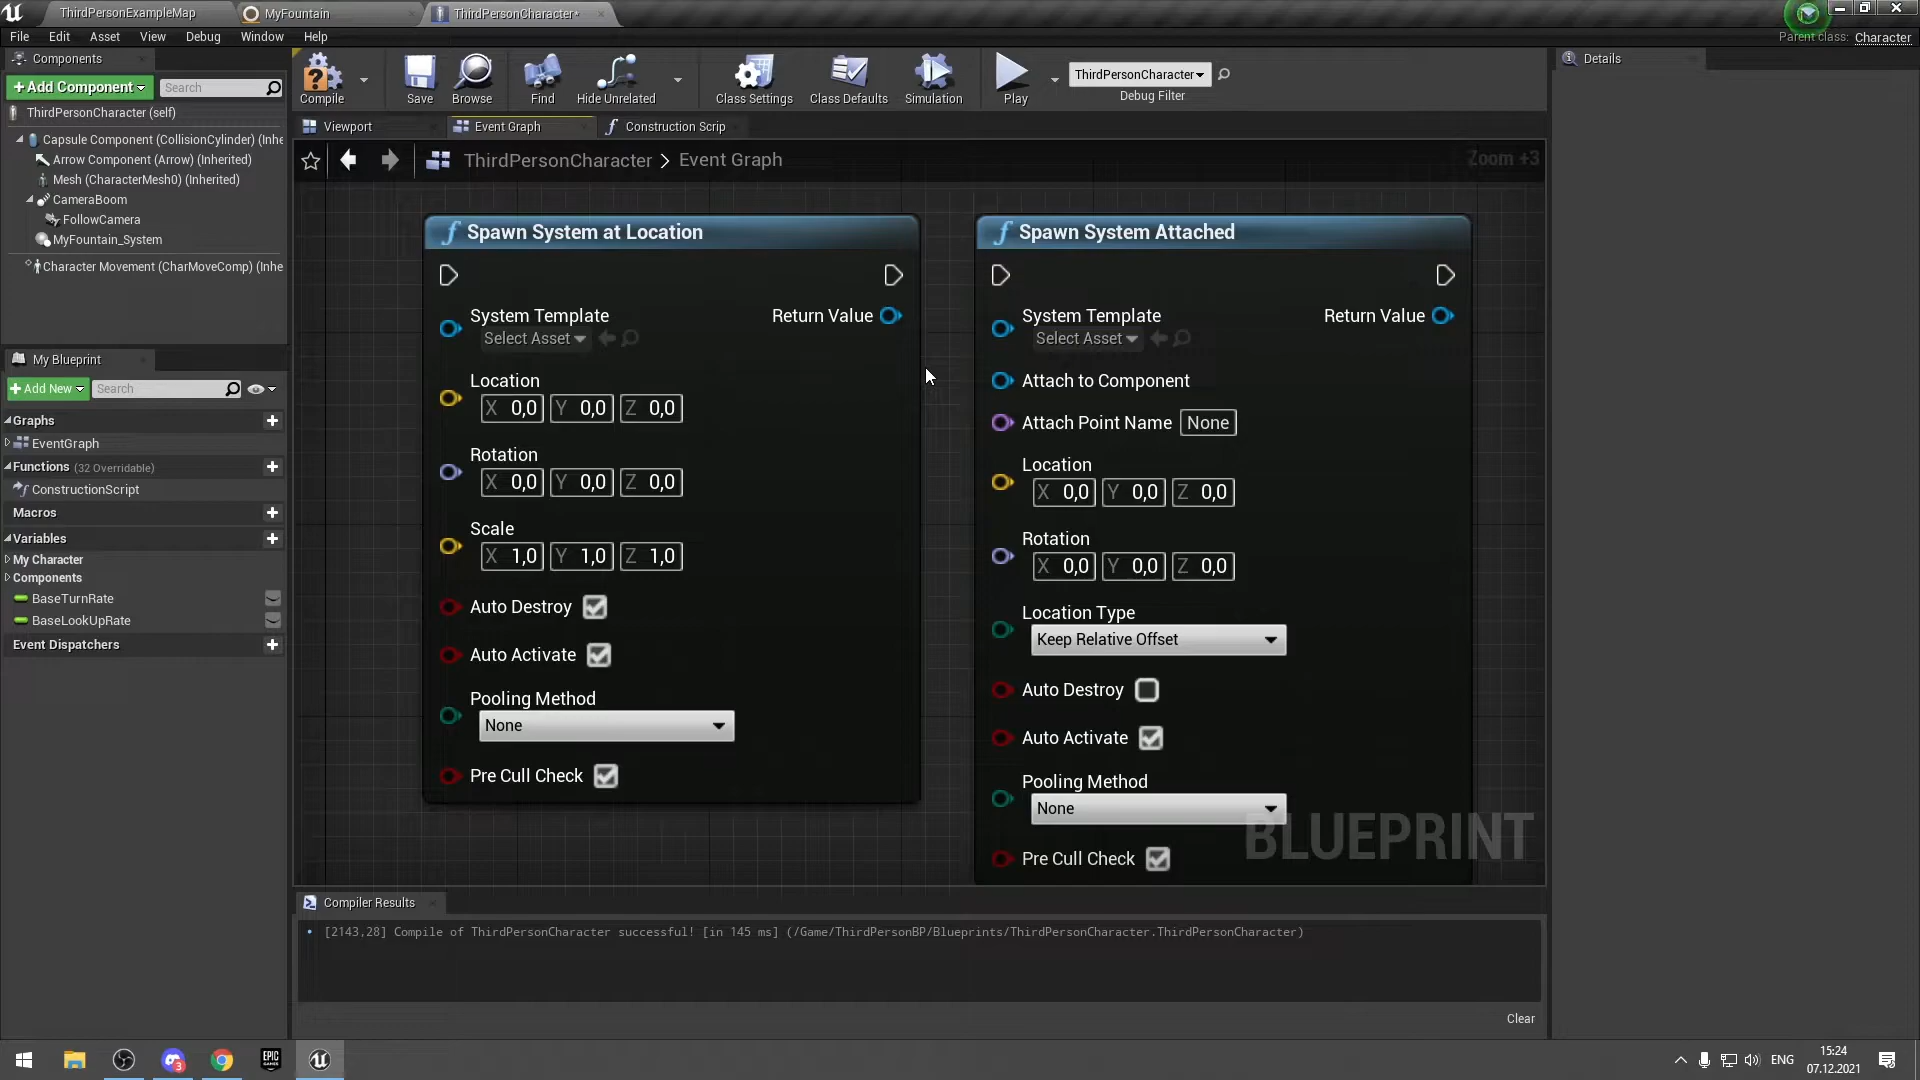 ThirdPersonExampleMap
MyFountain
ThirdPersonCharacter*
File Edit Asset View Debug Window Help
Parent class: Character
Components
+Add Component
Search
ThirdPersonCharacter (self)
Capsule Component (CollisionCylinder) (Inhe
Arrow Component (Arrow) (Inherited)
Mesh (CharacterMesh0) (Inherited)
CameraBoom
FollowCamera
MyFountain_System
Character Movement (CharMoveComp) (Inhe
My Blueprint
+Add New
Search
Graphs
EventGraph
Functions (32 Overridable)
ConstructionScript
Macros
Variables
My Character
Components
BaseTurnRate
BaseLookUpRate
Event Dispatchers
Compile
Save
Browse
Find
Hide Unrelated
Class Settings
Class Defaults
Simulation
Play
ThirdPersonCharacter
Debug Filter
Viewport
Event Graph
Construction Scrip
ThirdPersonCharacter > Event Graph
Zoom +3
Spawn System at Location
System Template
Select Asset
Return Value
Location
X 0,0 Y 0,0 Z 0,0
Rotation
X 0,0 Y 0,0 Z 0,0
Scale
X 1,0 Y 1,0 Z 1,0
Auto Destroy
Auto Activate
Pooling Method
None
Pre Cull Check
Spawn System Attached
System Template
Select Asset
Return Value
Attach to Component
Attach Point Name None
Location
X 0,0 Y 0,0 Z 0,0
Rotation
X 0,0 Y 0,0 Z 0,0
Location Type
Keep Relative Offset
Auto Destroy
Auto Activate
Pooling Method
None
Pre Cull Check
BLUEPRINT
Compiler Results
[2143,28] Compile of ThirdPersonCharacter successful! [in 145 ms] (/Game/ThirdPersonBP/Blueprints/ThirdPersonCharacter.ThirdPersonCharacter)
Clear
Details
EPIC
GAMES
3
ENG
15:24
07.12.2021